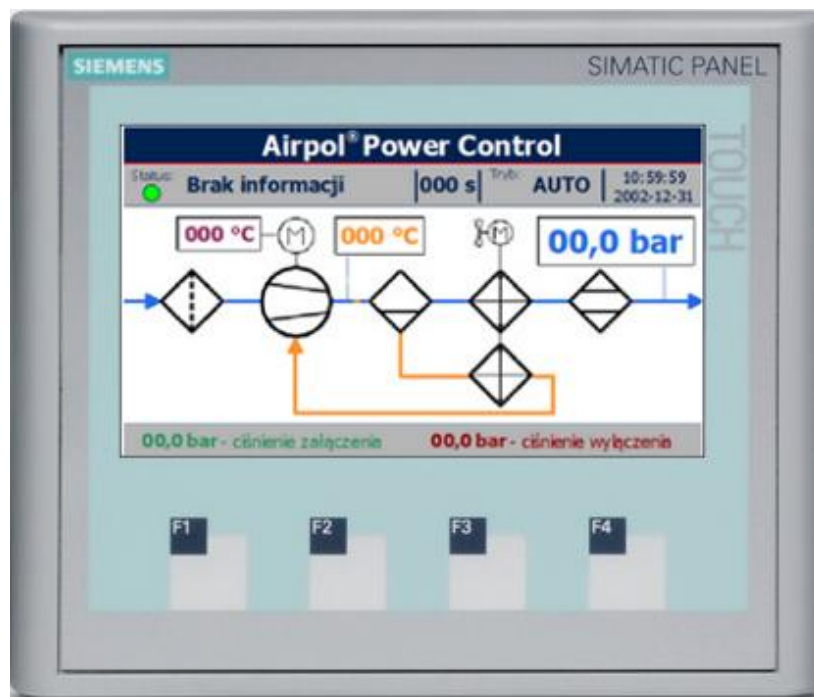 SIEMENS
SIMATIC PANEL
TOUCH
Airpol® Power Control
Status: Brak informacji 000 s Tryb: AUTO 10:59:59
2002-12-31
000 °C M 000 °C M 00,0 bar
00,0 bar - ciśnienie załączenia 00,0 bar - ciśnienie wyłączenia
F1 F2 F3 F4